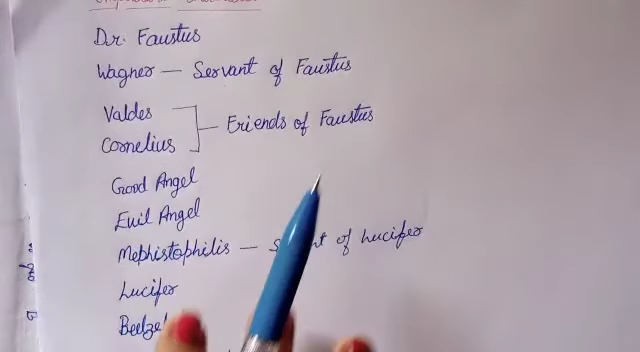 Dr. Faustus
Wagner — Servant of Faustus
Valdes
Cornelius
Friends of Faustus
Good Angel
Evil Angel
Mephistophilis — of Lucifer
Lucifer